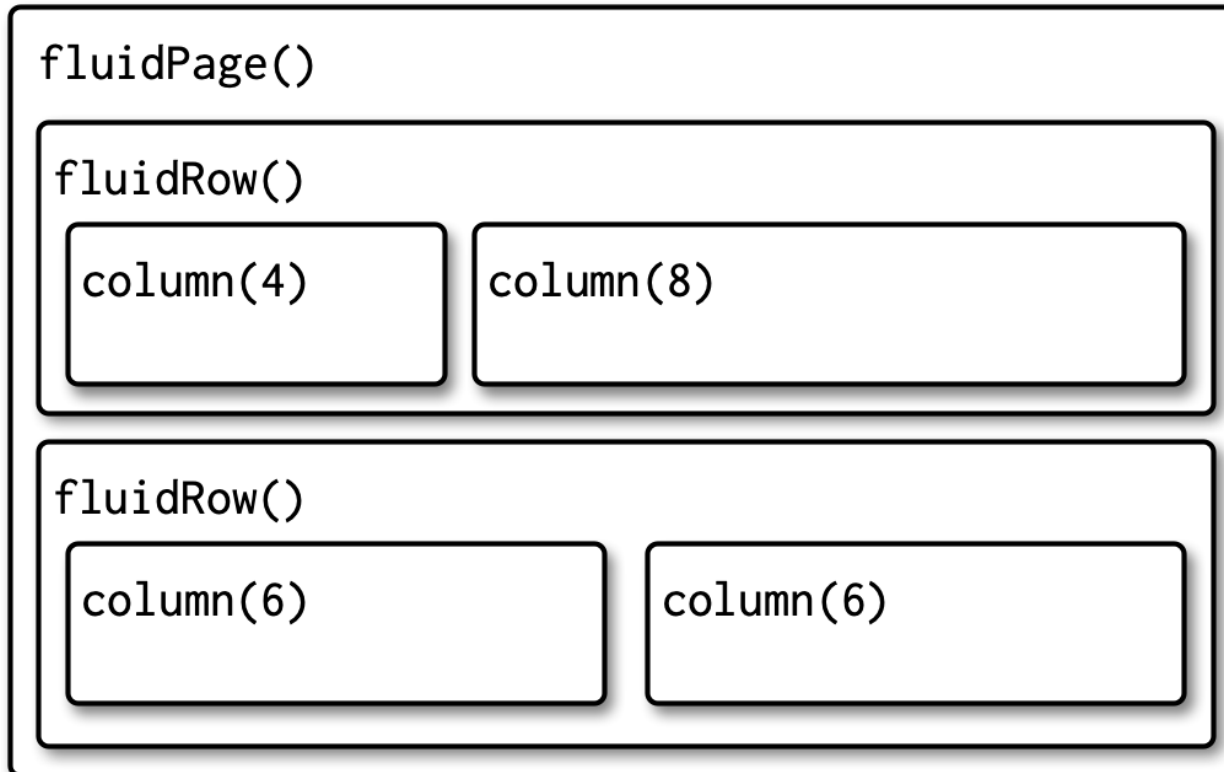 fluidPage()
fluidRow()
column(4) column(8)
fluidRow()
column(6) column(6)